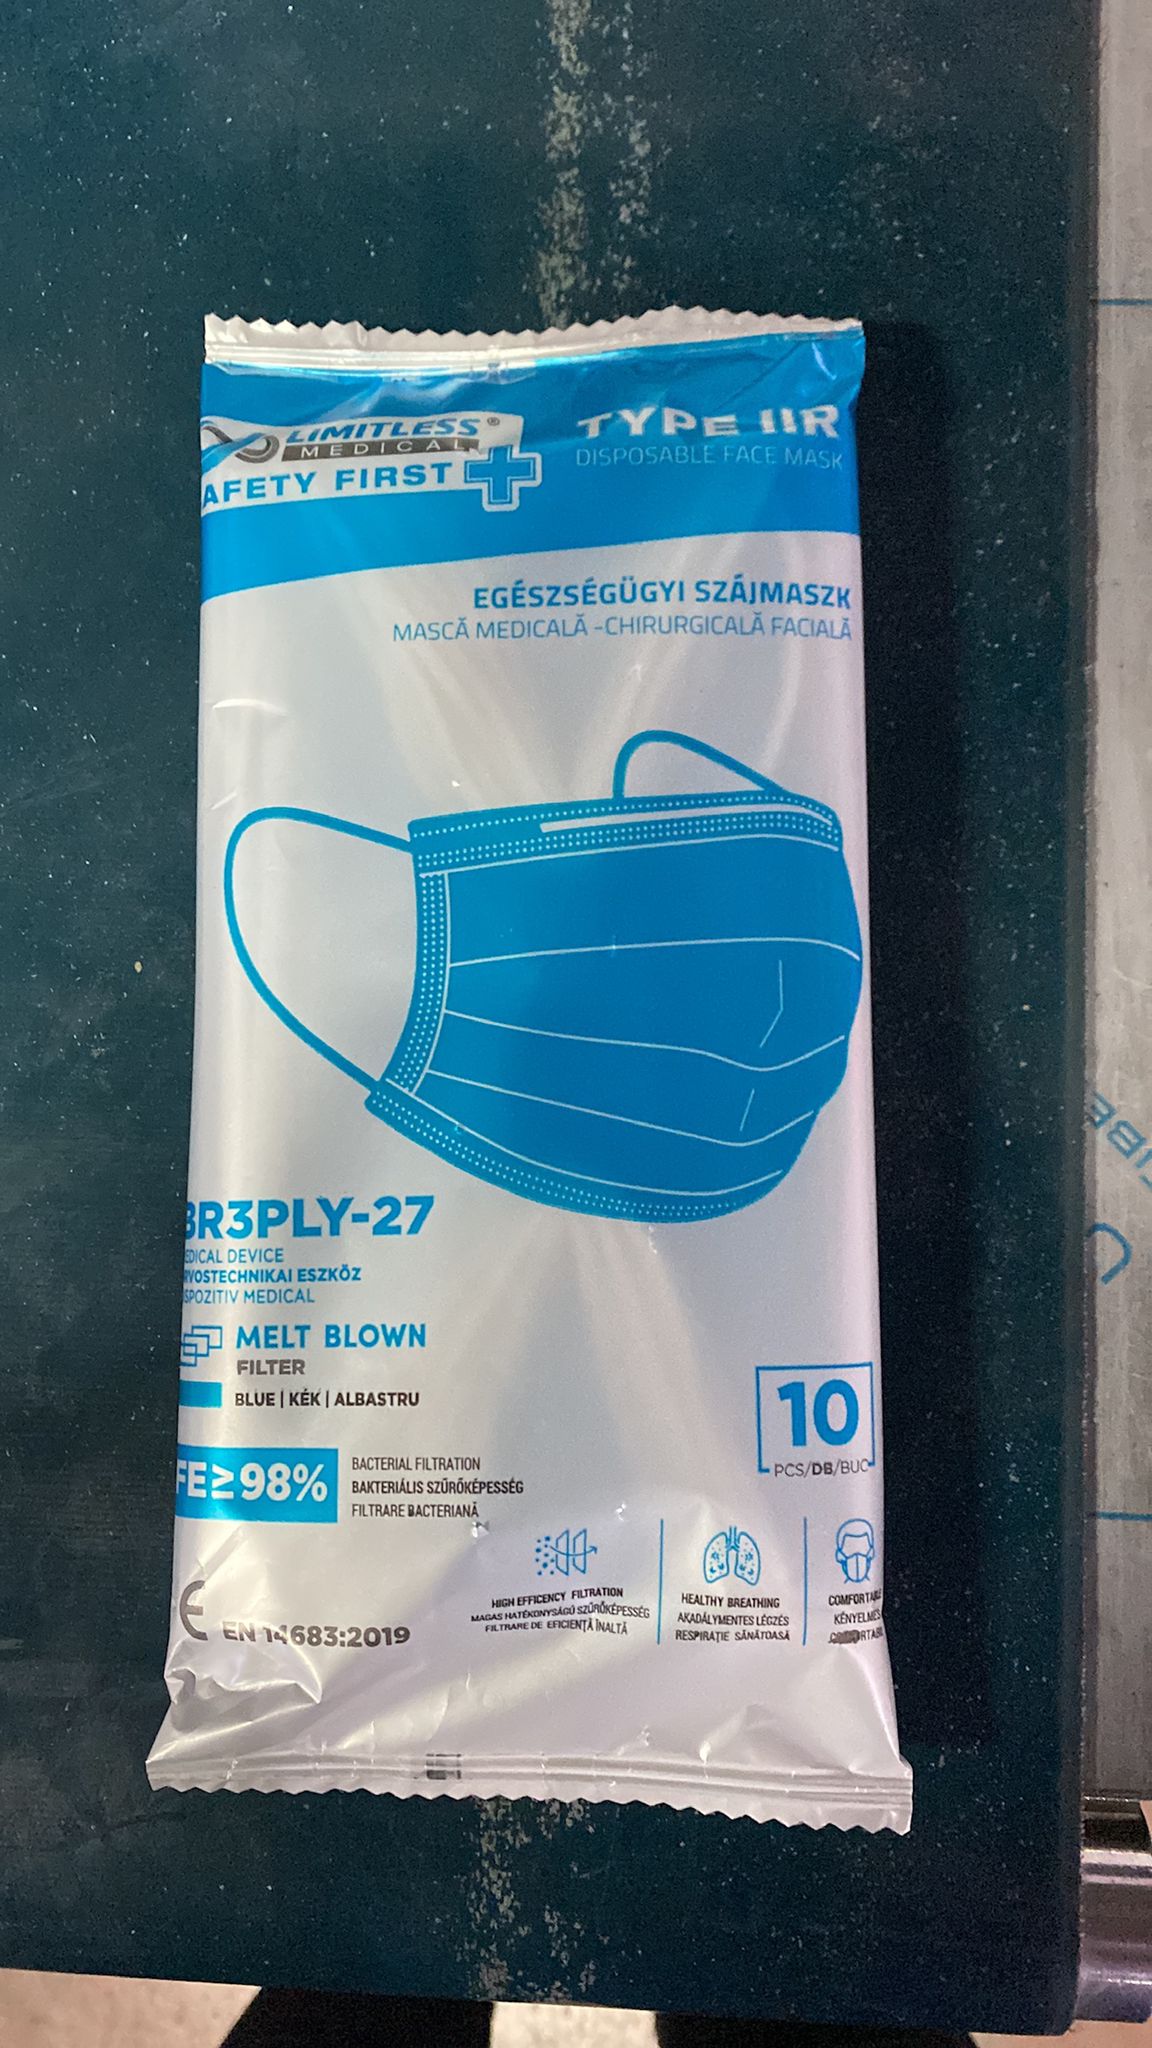 LIMITLESS®
MEDICAL
AFETY FIRST
TYPE IIR
DISPOSABLE FACE MASK
EGÉSZSÉGÜGYI SZÁJMASZK
MASCĂ MEDICALĂ -CHIRURGICALĂ FACIALĂ
BR3PLY-27
EDICAL DEVICE
RVOSTECHNIKAI ESZKÖZ
SPOZITIV MEDICAL
MELT BLOWN
FILTER
BLUE | KÉK | ALBASTRU
10
PCS/DB/BUC
FE≥98%
BACTERIAL FILTRATION
BAKTERIÁLIS SZŰRŐKÉPESSÉG
FILTRARE BACTERIANĂ
HIGH EFFICENCY FILTRATION
MAGAS HATÉKONYSÁGÚ SZŰRŐKÉPESSÉG
FILTRARE DE EFICIENȚĂ ÎNALTĂ
HEALTHY BREATHING
AKADÁLYMENTES LÉGZÉS
RESPIRAȚIE SĂNĂTOASĂ
COMFORTABLE
KÉNYELMES
E EN 14683:2019